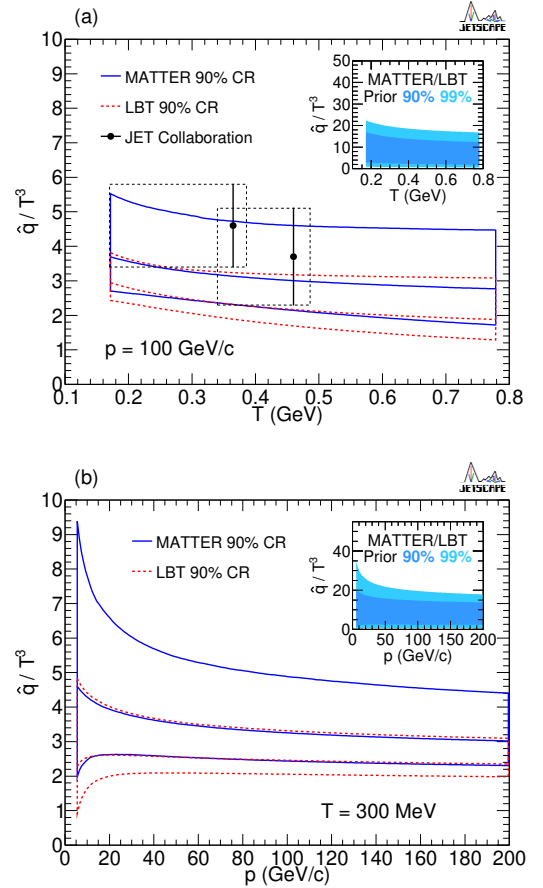 (a)
JETSCAPE
10
9
8
7
6
5
4
3
2
1
0
q̂ / T³
MATTER 90% CR
LBT 90% CR
JET Collaboration
50
40
30
20
10
0
q̂ / T³
MATTER/LBT
Prior 90% 99%
0.2 0.4 0.6 0.8
T (GeV)
p = 100 GeV/c
0.1 0.2 0.3 0.4 0.5 0.6 0.7 0.8
T (GeV)
(b)
JETSCAPE
10
9
8
7
6
5
4
3
2
1
0
q̂ / T³
MATTER 90% CR
LBT 90% CR
40
20
0
q̂ / T³
MATTER/LBT
Prior 90% 99%
0 50 100 150 200
p (GeV/c)
T = 300 MeV
0 20 40 60 80 100 120 140 160 180 200
p (GeV/c)